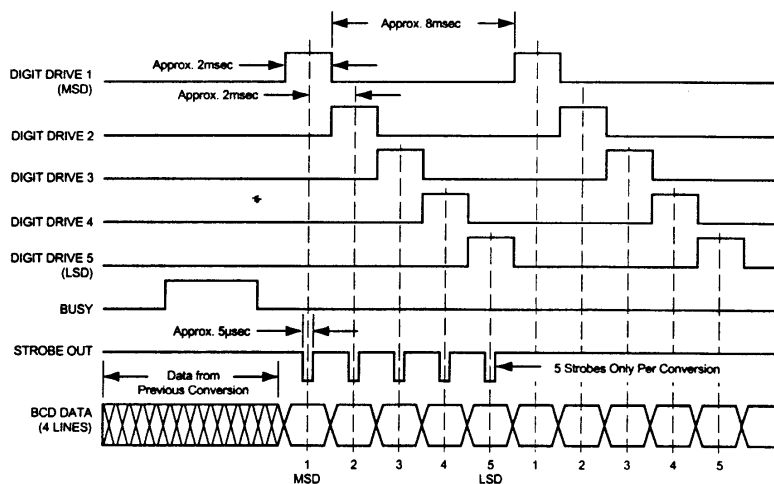 Approx. 8msec
Approx. 2msec
DIGIT DRIVE 1
(MSD)
Approx. 2msec
DIGIT DRIVE 2
DIGIT DRIVE 3
DIGIT DRIVE 4
DIGIT DRIVE 5
(LSD)
BUSY
Approx. 5µsec
STROBE OUT
5 Strobes Only Per Conversion
Data from
Previous Conversion
BCD DATA
(4 LINES)
1 2 3 4 5 1 2 3 4 5
MSD LSD